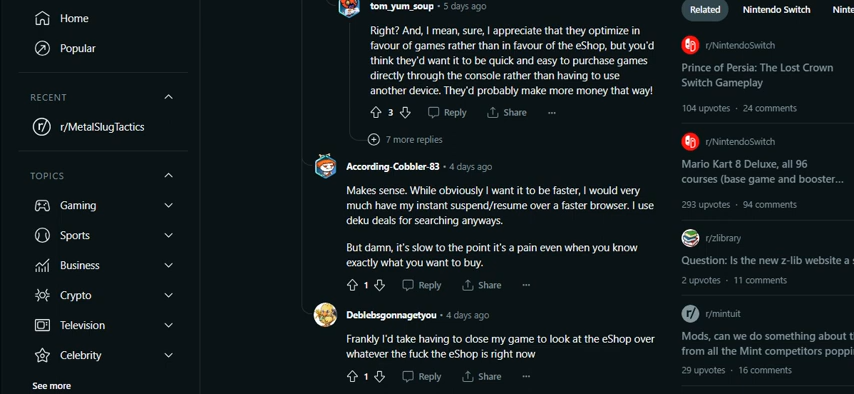 Home
Popular
RECENT
r/MetalSlugTactics
TOPICS
Gaming
Sports
Business
Crypto
Television
Celebrity
See more
tom_yum_soup • 5 days ago
Right? And, I mean, sure, I appreciate that they optimize in
favour of games rather than in favour of the eShop, but you'd
think they'd want it to be quick and easy to purchase games
directly through the console rather than having to use
another device. They'd probably make more money that way!
3 Reply Share ...
7 more replies
According-Cobbler-83 • 4 days ago
Makes sense. While obviously I want it to be faster, I would very
much have my instant suspend/resume over a faster browser. I use
deku deals for searching anyways.
But damn, it's slow to the point it's a pain even when you know
exactly what you want to buy.
1 Reply Share ...
Deblebsgonnagetyou • 4 days ago
Frankly I'd take having to close my game to look at the eShop over
whatever the fuck the eShop is right now
1 Reply Share ...
Related Nintendo Switch Ninte
r/NintendoSwitch
Prince of Persia: The Lost Crown
Switch Gameplay
104 upvotes · 24 comments
r/NintendoSwitch
Mario Kart 8 Deluxe, all 96
courses (base game and booster...
293 upvotes · 94 comments
r/zlibrary
Question: Is the new z-lib website a s
2 upvotes · 11 comments
r/mintuit
Mods, can we do something about t
from all the Mint competitors poppi
29 upvotes · 16 comments